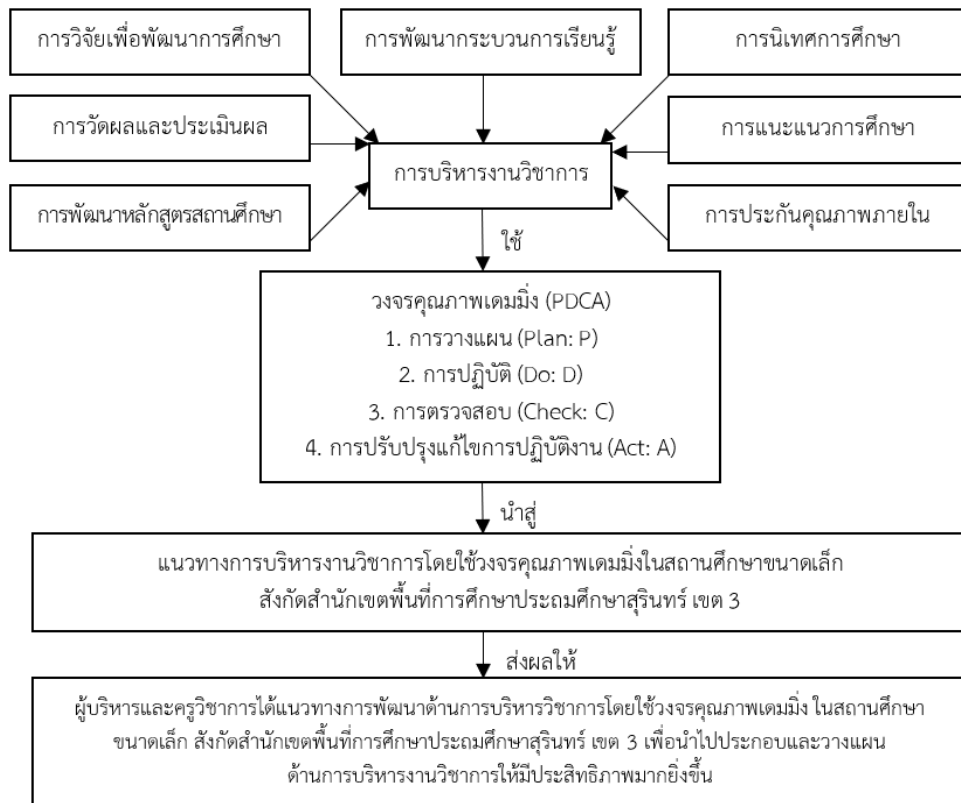 การวิจัยเพื่อพัฒนาการศึกษา
การพัฒนากระบวนการเรียนรู้
การนิเทศการศึกษา
การวัดผลและประเมินผล
การแนะแนวการศึกษา
การบริหารงานวิชาการ
การพัฒนาหลักสูตรสถานศึกษา
การประกันคุณภาพภายใน
ใช้
วงจรคุณภาพเดมมิ่ง (PDCA)
1. การวางแผน (Plan: P)
2. การปฏิบัติ (Do: D)
3. การตรวจสอบ (Check: C)
4. การปรับปรุงแก้ไขการปฏิบัติงาน (Act: A)
นำสู่
แนวทางการบริหารงานวิชาการโดยใช้วงจรคุณภาพเดมมิ่งในสถานศึกษาขนาดเล็ก
สังกัดสำนักเขตพื้นที่การศึกษาประถมศึกษาสุรินทร์ เขต 3
ส่งผลให้
ผู้บริหารและครูวิชาการได้แนวทางการพัฒนาด้านการบริหารวิชาการโดยใช้วงจรคุณภาพเดมมิ่ง ในสถานศึกษา
ขนาดเล็ก สังกัดสำนักเขตพื้นที่การศึกษาประถมศึกษาสุรินทร์ เขต 3 เพื่อนำไปประกอบและวางแผน
ด้านการบริหารงานวิชาการให้มีประสิทธิภาพมากยิ่งขึ้น